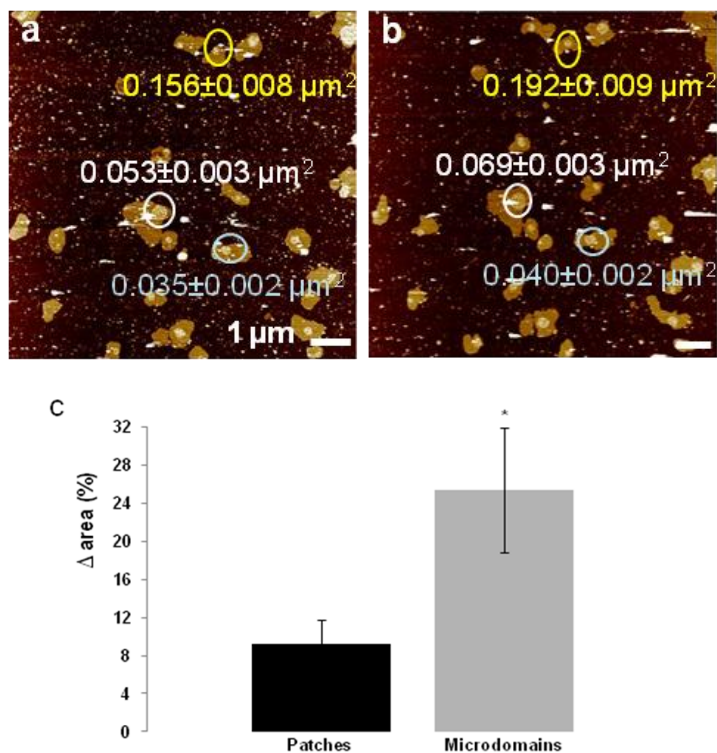 a
0.156±0.008 µm²
0.053±0.003 µm²
0.035±0.002 µm²
1 µm
b
0.192±0.009 µm²
0.069±0.003 µm²
0.040±0.002 µm²
c
Δ area (%)
32
28
24
20
16
12
8
4
0
*
Patches
Microdomains